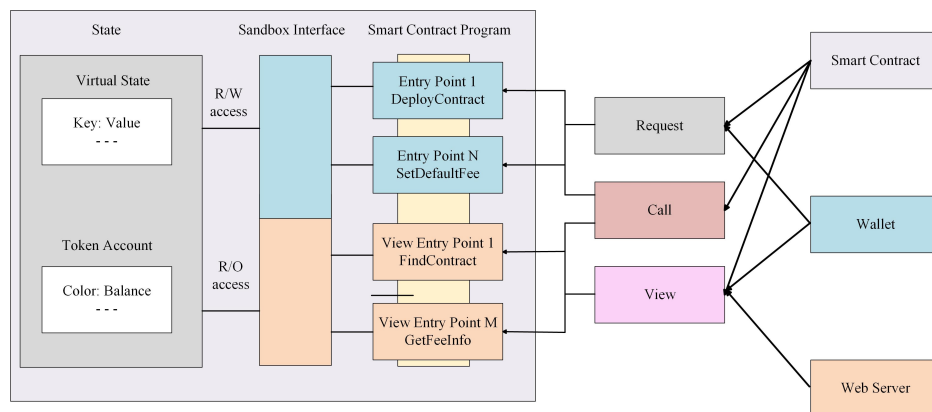 State
Sandbox Interface
Smart Contract Program
Virtual State
Key: Value
- - -
Token Account
Color: Balance
- - -
R/W
access
R/O
access
Entry Point 1
DeployContract
Entry Point N
SetDefaultFee
View Entry Point 1
FindContract
View Entry Point M
GetFeeInfo
Request
Call
View
Smart Contract
Wallet
Web Server